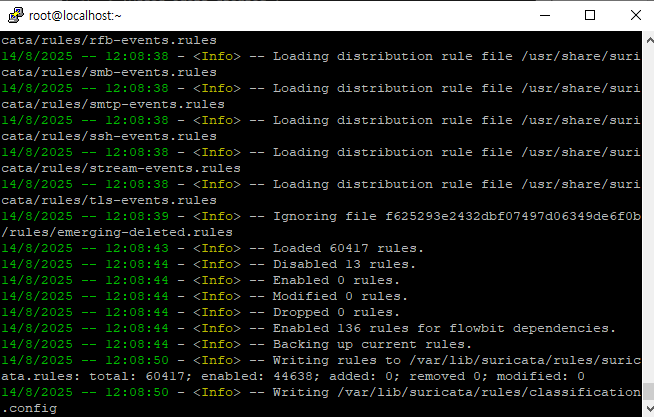 root@localhost:~
cata/rules/rfb-events.rules
14/8/2025 -- 12:08:38 - <Info> -- Loading distribution rule file /usr/share/suri
cata/rules/smb-events.rules
14/8/2025 -- 12:08:38 - <Info> -- Loading distribution rule file /usr/share/suri
cata/rules/smtp-events.rules
14/8/2025 -- 12:08:38 - <Info> -- Loading distribution rule file /usr/share/suri
cata/rules/ssh-events.rules
14/8/2025 -- 12:08:38 - <Info> -- Loading distribution rule file /usr/share/suri
cata/rules/stream-events.rules
14/8/2025 -- 12:08:38 - <Info> -- Loading distribution rule file /usr/share/suri
cata/rules/tls-events.rules
14/8/2025 -- 12:08:39 - <Info> -- Ignoring file f625293e2432dbf07497d06349de6f0b
/rules/emerging-deleted.rules
14/8/2025 -- 12:08:43 - <Info> -- Loaded 60417 rules.
14/8/2025 -- 12:08:44 - <Info> -- Disabled 13 rules.
14/8/2025 -- 12:08:44 - <Info> -- Enabled 0 rules.
14/8/2025 -- 12:08:44 - <Info> -- Modified 0 rules.
14/8/2025 -- 12:08:44 - <Info> -- Dropped 0 rules.
14/8/2025 -- 12:08:44 - <Info> -- Enabled 136 rules for flowbit dependencies.
14/8/2025 -- 12:08:44 - <Info> -- Backing up current rules.
14/8/2025 -- 12:08:50 - <Info> -- Writing rules to /var/lib/suricata/rules/suric
ata.rules: total: 60417; enabled: 44638; added: 0; removed 0; modified: 0
14/8/2025 -- 12:08:50 - <Info> -- Writing /var/lib/suricata/rules/classification
.config